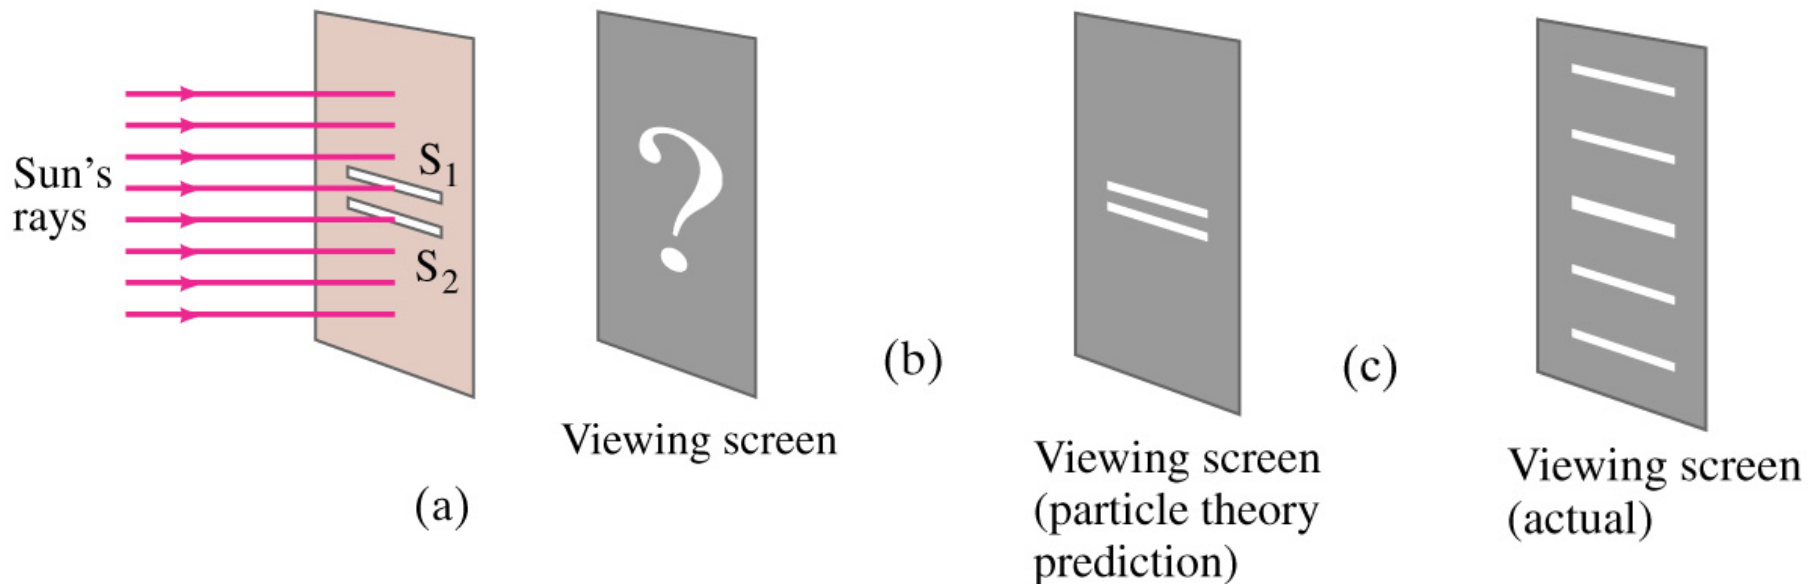 Sun's
rays
S1
S2
?
Viewing screen
(a)
(b)
Viewing screen
(particle theory
prediction)
(c)
Viewing screen
(actual)